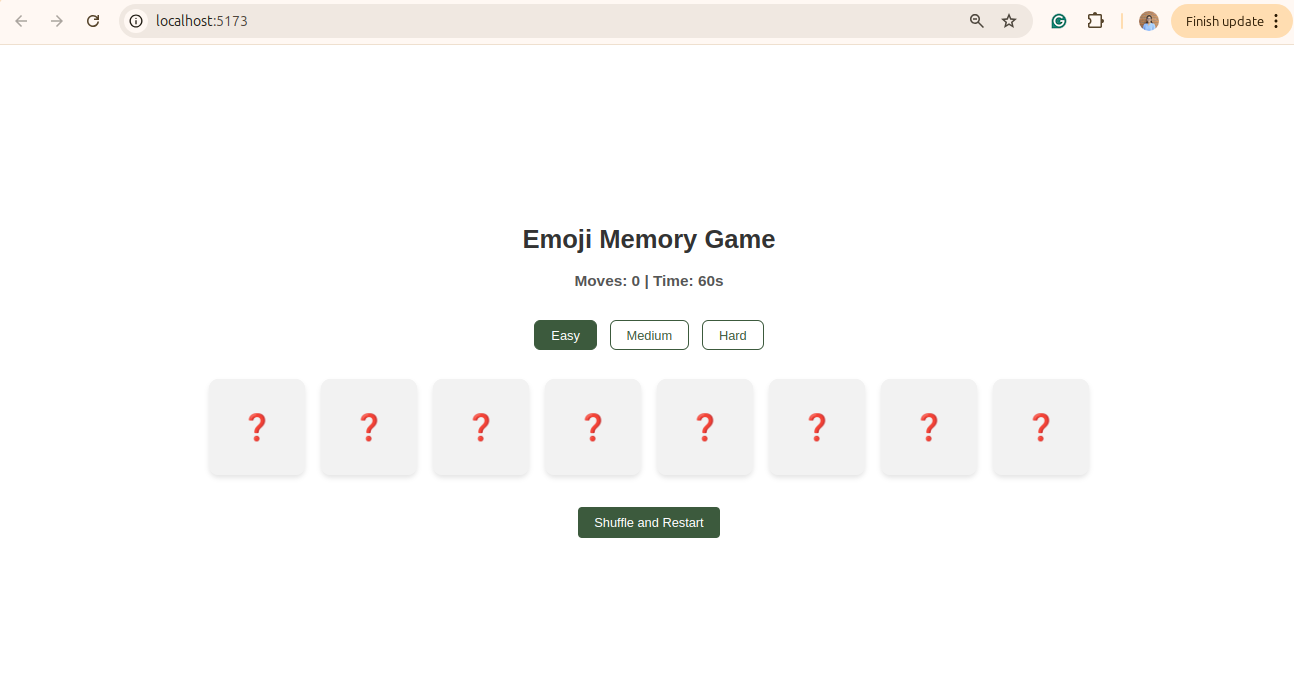 localhost:5173
Finish update
Emoji Memory Game
Moves: 0 | Time: 60s
Easy Medium Hard
❓ ❓ ❓ ❓ ❓ ❓ ❓ ❓
Shuffle and Restart